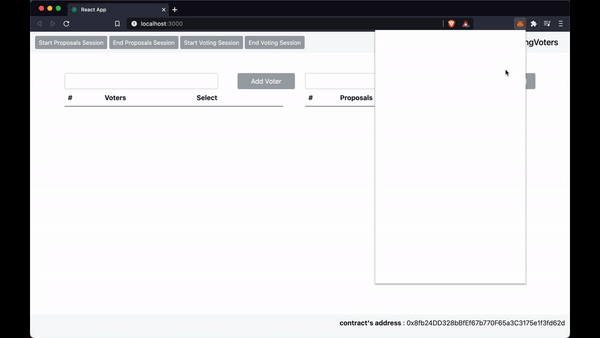 React App
localhost:3000
Start Proposals Session End Proposals Session Start Voting Session End Voting Session
ngVoters
Add Voter
# Voters Select # Proposals
contract's address : 0x8fb24DD328bBfEf67b770F65a3C3175e1f3fd62d